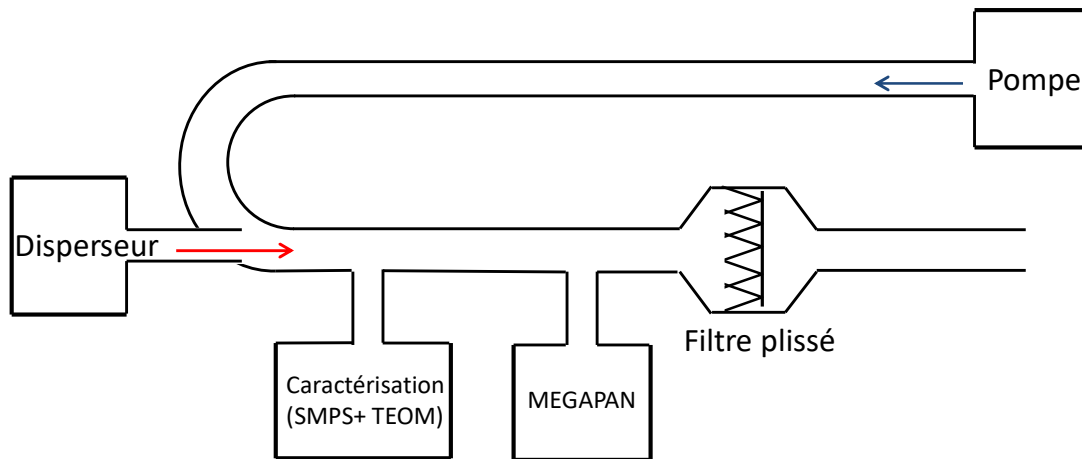 Pompe
Disperseur
Filtre plissé
Caractérisation
(SMPS+ TEOM)
MEGAPAN